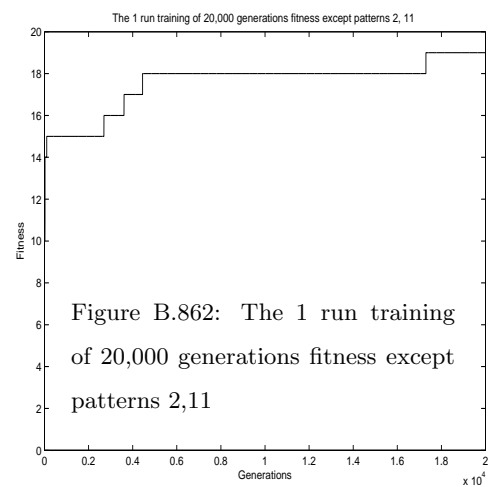 The 1 run training of 20,000 generations fitness except patterns 2, 11
20
18
16
14
12
10
8
6
4
2
0
Fitness
Figure B.862: The 1 run training
of 20,000 generations fitness except
patterns 2,11
0 0.2 0.4 0.6 0.8 1 1.2 1.4 1.6 1.8 2
Generations
x 10^4